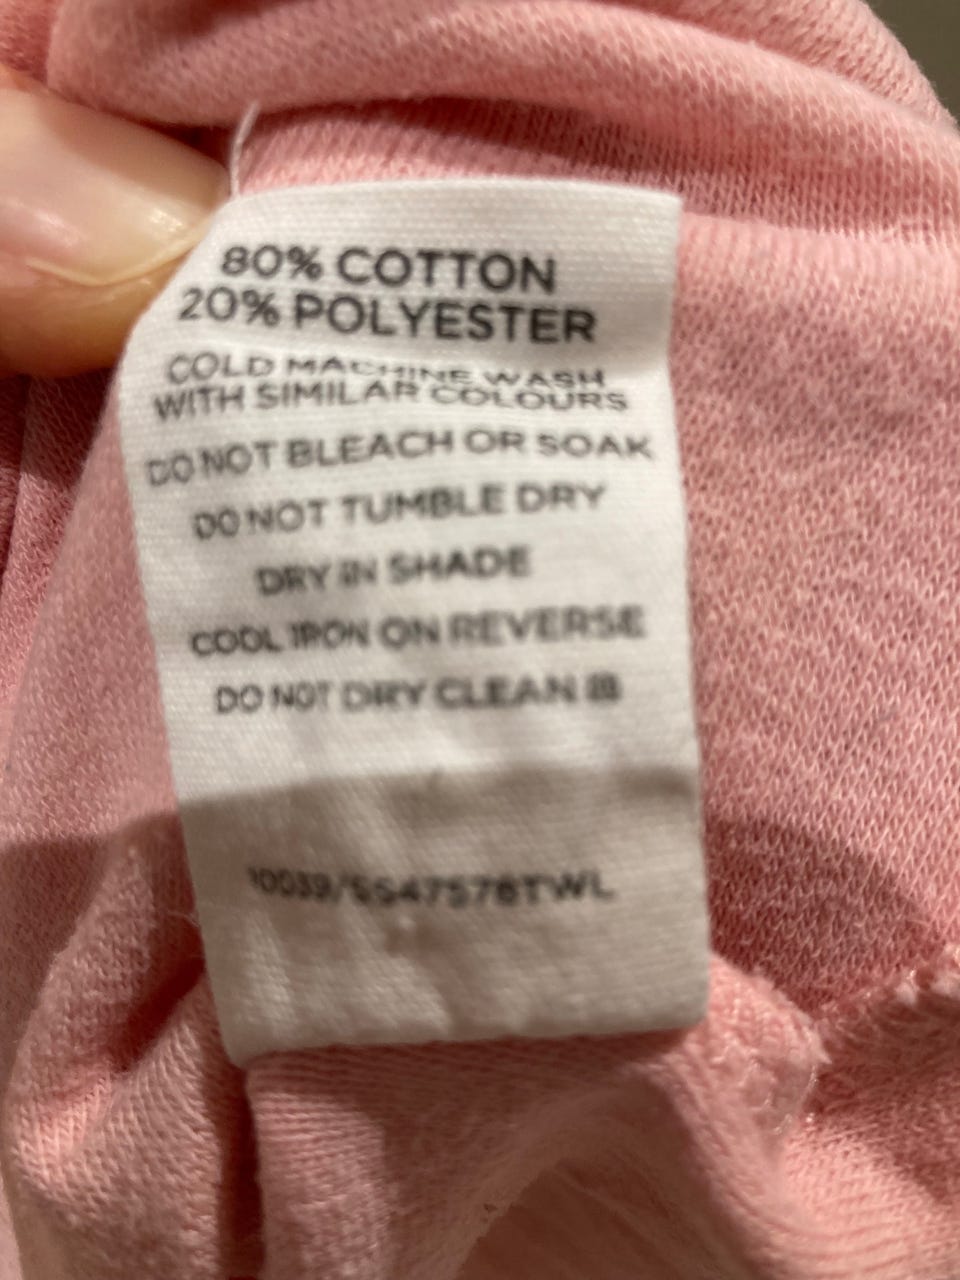 80% COTTON
20% POLYESTER
COLD MACHINE WASH
WITH SIMILAR COLOURS
DO NOT BLEACH OR SOAK
DO NOT TUMBLE DRY
DRY IN SHADE
COOL IRON ON REVERSE
DO NOT DRY CLEAN